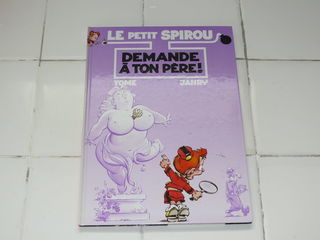 LE PETIT SPIROU
DEMANDE
À TON PÈRE!
TOME
JANRY